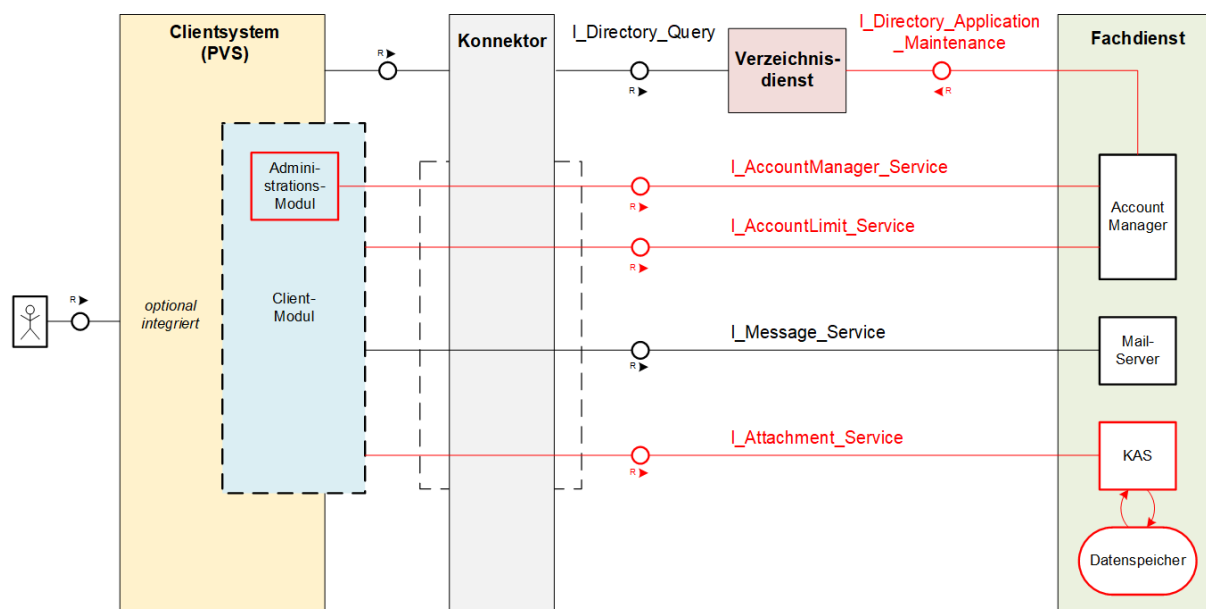 Clientsystem
(PVS)
Konnektor
I_Directory_Query
Verzeichnis-
dienst
I_Directory_Application
_Maintenance
Fachdienst
R
R
R
Admini-
strations-
Modul
I_AccountManager_Service
R
Account
Manager
I_AccountLimit_Service
R
R
optional
integriert
Client-
Modul
I_Message_Service
R
Mail-
Server
I_Attachment_Service
R
KAS
Datenspeicher